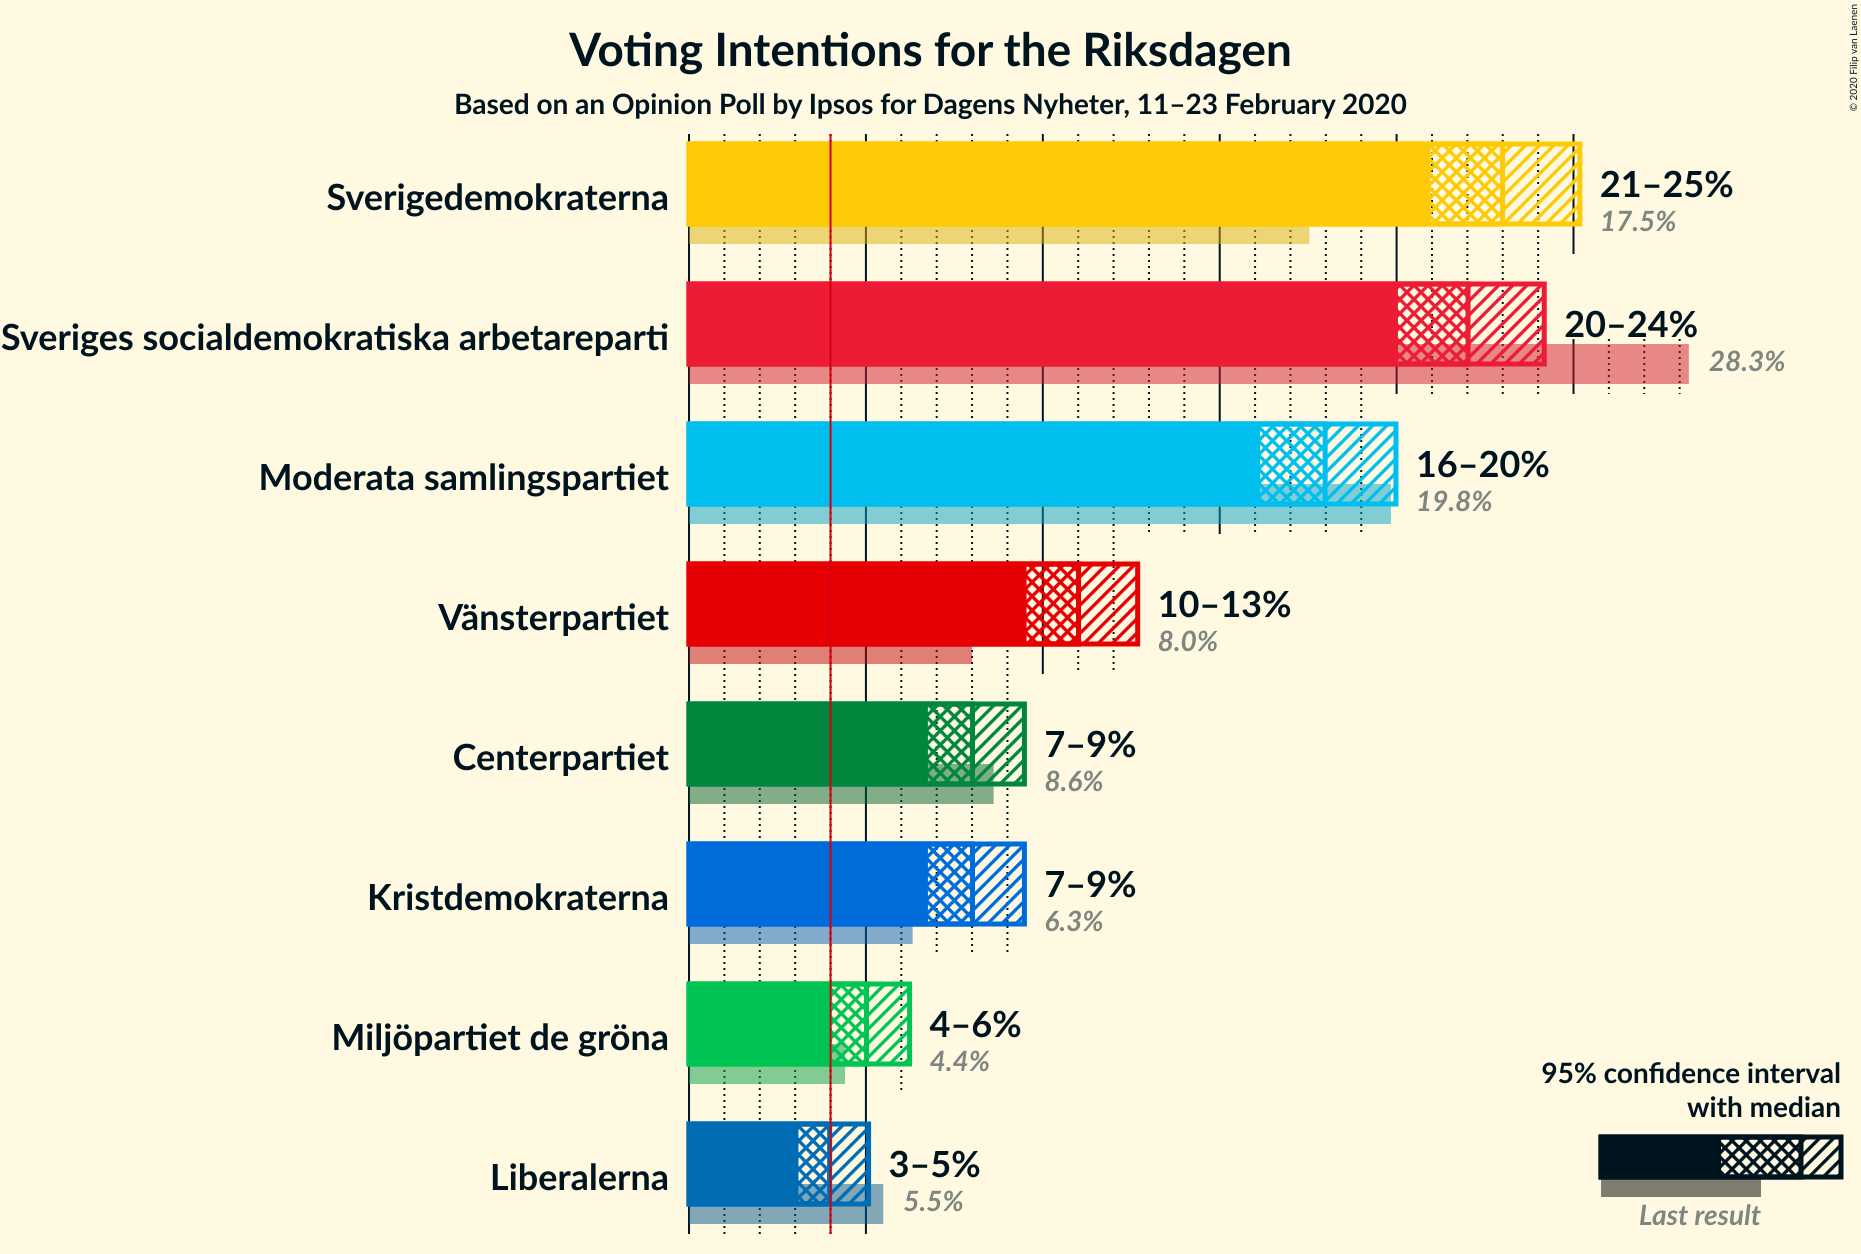 Voting Intentions for the Riksdagen
Based on an Opinion Poll by Ipsos for Dagens Nyheter, 11–23 February 2020
© 2020 Filip van Laenen
Sverigedemokraterna
21–25%
17.5%
Sveriges socialdemokratiska arbetareparti
20–24%
28.3%
Moderata samlingspartiet
16–20%
19.8%
Vänsterpartiet
10–13%
8.0%
Centerpartiet
7–9%
8.6%
Kristdemokraterna
7–9%
6.3%
Miljöpartiet de gröna
4–6%
4.4%
Liberalerna
3–5%
5.5%
95% confidence interval
with median
Last result